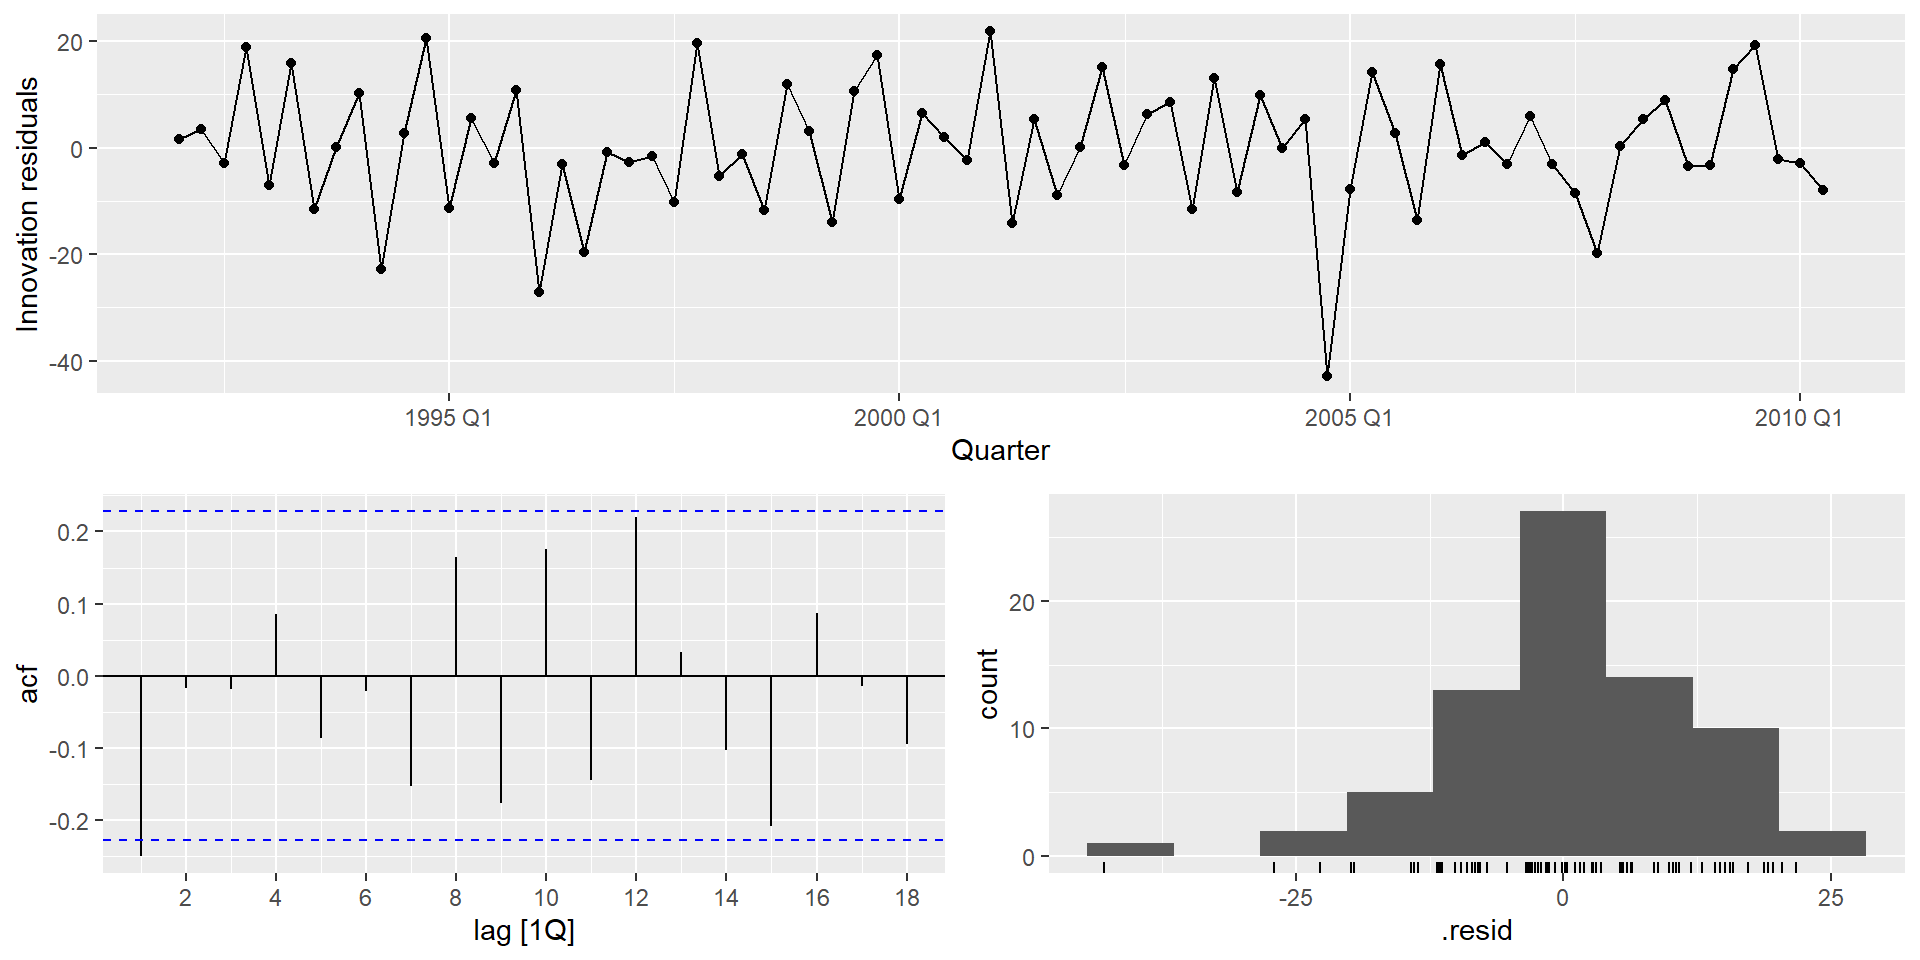 20
0
-20
-40
Innovation residuals
1995 Q1 2000 Q1 2005 Q1 2010 Q1
Quarter
0.2
0.1
0.0
-0.1
-0.2
acf
2 4 6 8 10 12 14 16 18
lag [1Q]
20
10
0
count
-25 0 25
.resid